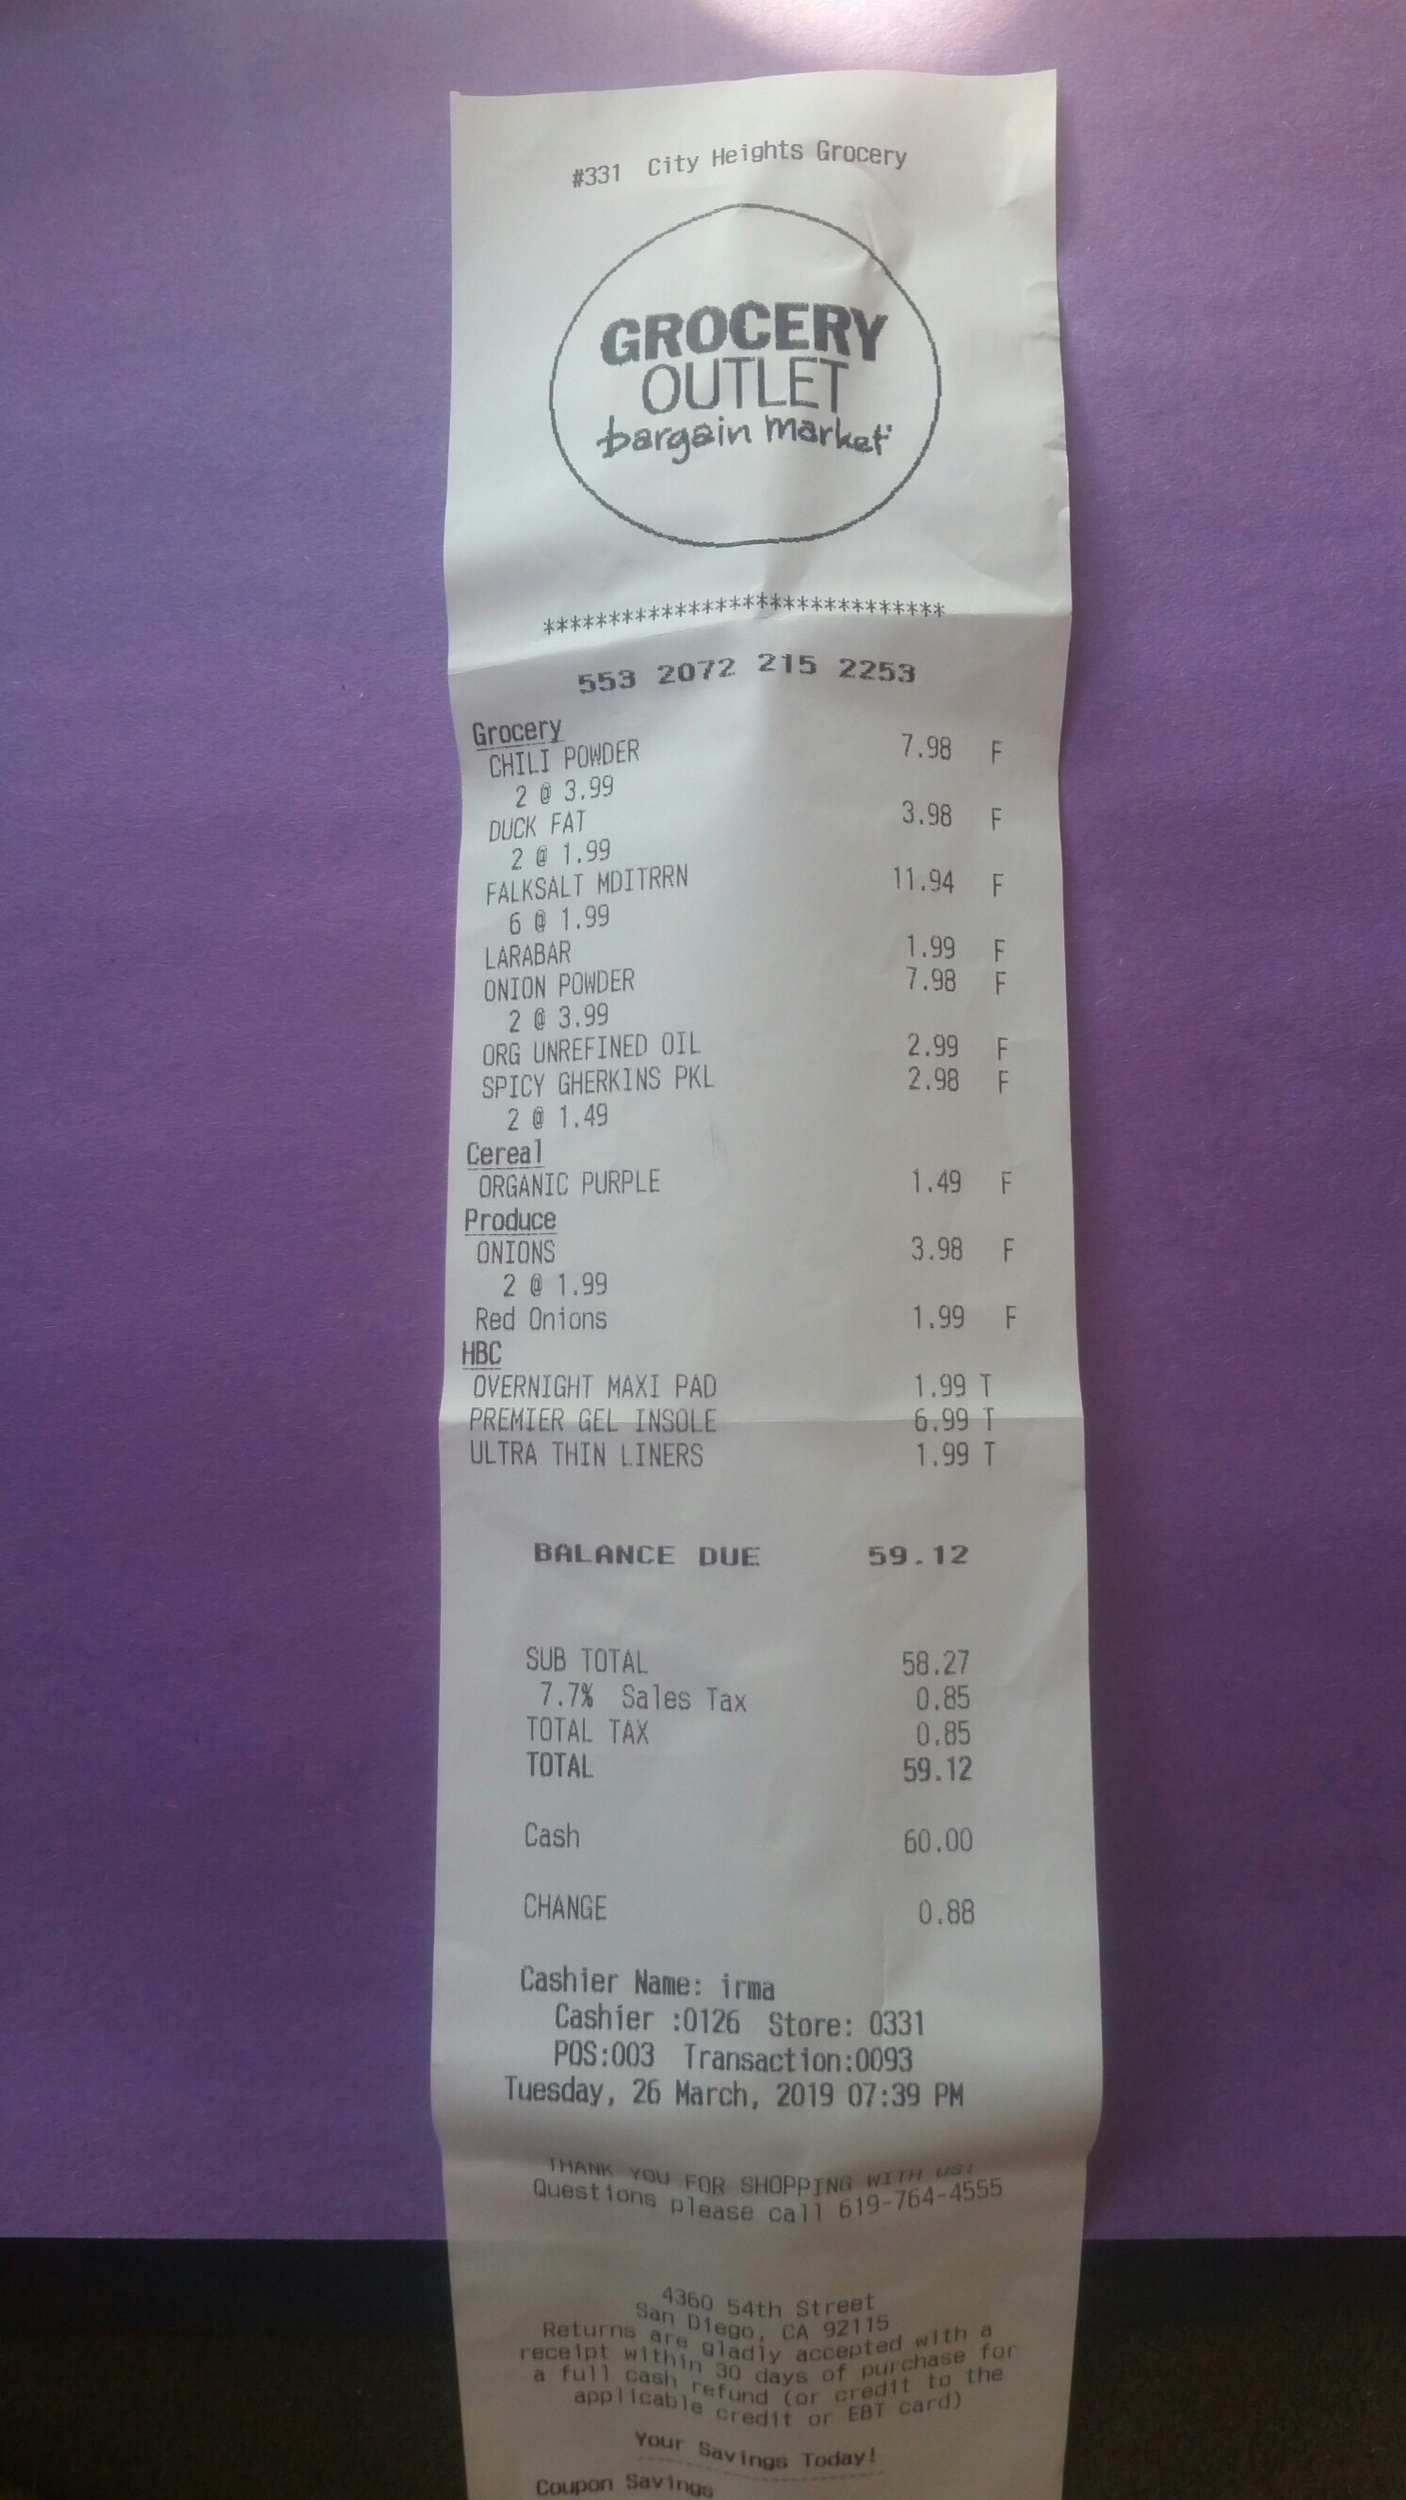 #331 City Heights Grocery
GROCERY
OUTLET
bargain market
*******************************
553 2072 215 2253
Grocery
CHILI POWDER 7.98 F
2 @ 3.99
DUCK FAT 3.98 F
2 @ 1.99
FALKSALT MDITRRN 11.94 F
6 @ 1.99
LARABAR 1.99 F
ONION POWDER 7.98 F
2 @ 3.99
ORG UNREFINED OIL 2.99 F
SPICY GHERKINS PKL 2.98 F
2 @ 1.49
Cereal
ORGANIC PURPLE 1.49 F
Produce
ONIONS 3.98 F
2 @ 1.99
Red Onions 1.99 F
HBC
OVERNIGHT MAXI PAD 1.99 T
PREMIER GEL INSOLE 6.99 T
ULTRA THIN LINERS 1.99 T
BALANCE DUE 59.12
SUB TOTAL 58.27
7.7% Sales Tax 0.85
TOTAL TAX 0.85
TOTAL 59.12
Cash 60.00
CHANGE 0.88
Cashier Name: irma
Cashier :0126 Store: 0331
POS:003 Transaction:0093
Tuesday, 26 March, 2019 07:39 PM
THANK YOU FOR SHOPPING WITH US!
Questions please call 619-764-4555
4360 54th Street
San Diego, CA 92115
Returns are gladly accepted with a
receipt within 30 days of purchase for
a full cash refund (or credit to the
applicable credit or EBT card)
Your Savings Today!
Coupon Savings